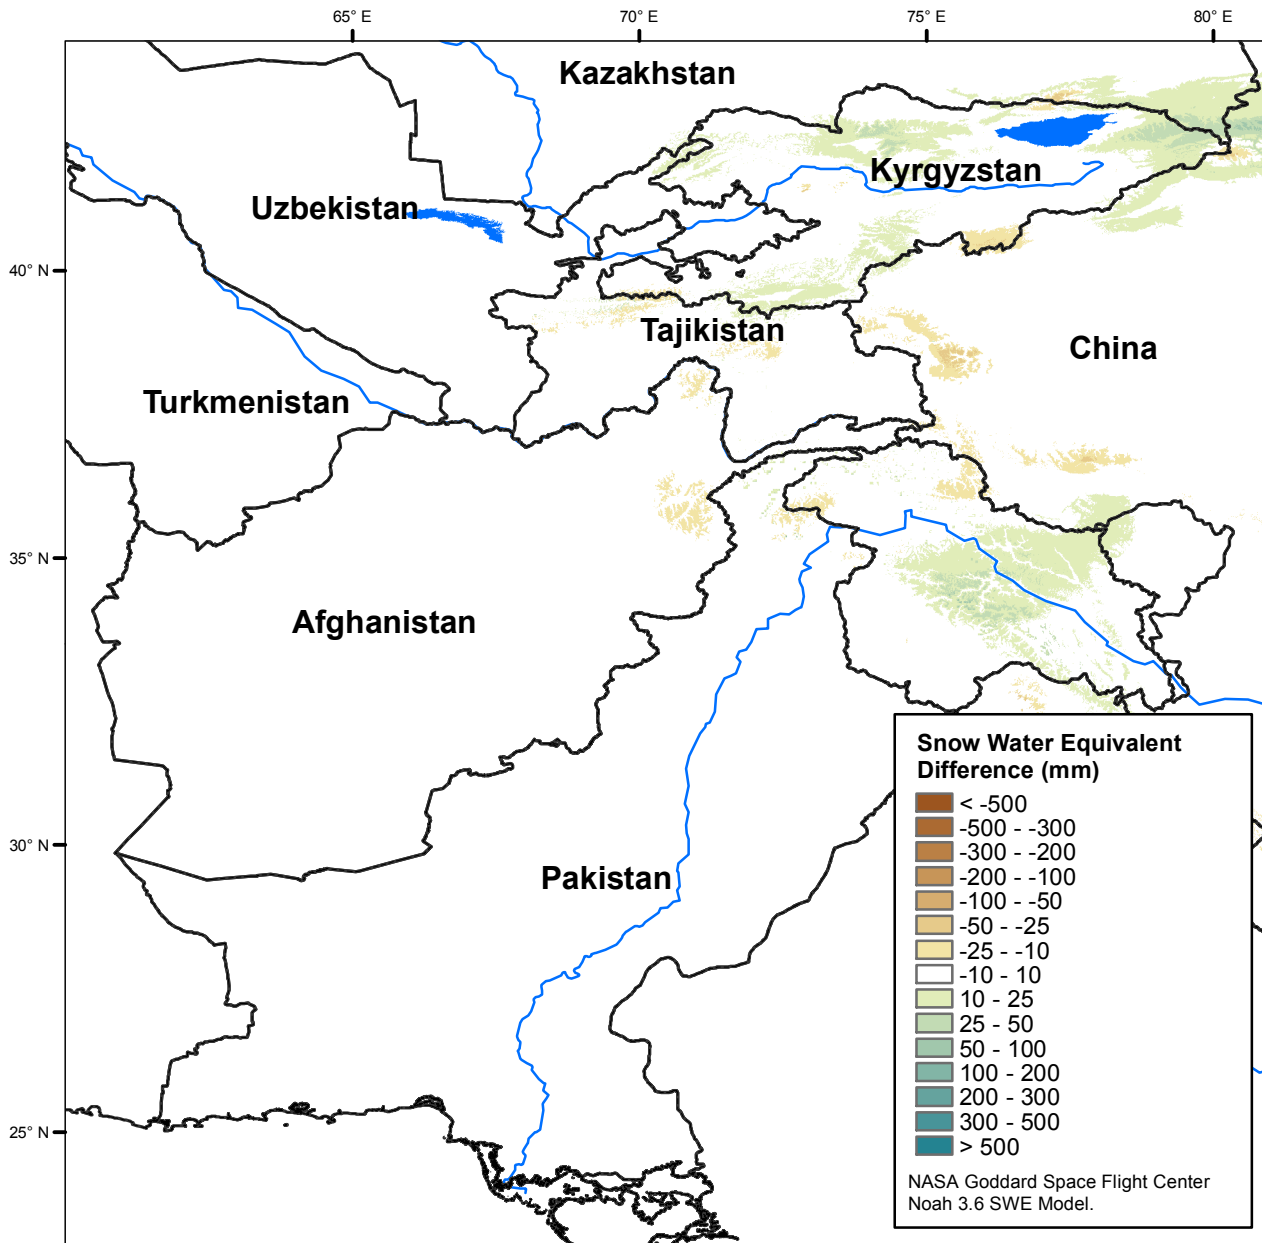 65° E
70° E
75° E
80° E
Kazakhstan
Kyrgyzstan
Uzbekistan
40° N
Tajikistan
China
Turkmenistan
35° N
Afghanistan
30° N
Pakistan
25° N
Snow Water Equivalent
Difference (mm)
< -500
-500 - -300
-300 - -200
-200 - -100
-100 - -50
-50 - -25
-25 - -10
-10 - 10
10 - 25
25 - 50
50 - 100
100 - 200
200 - 300
300 - 500
> 500
NASA Goddard Space Flight Center
Noah 3.6 SWE Model.